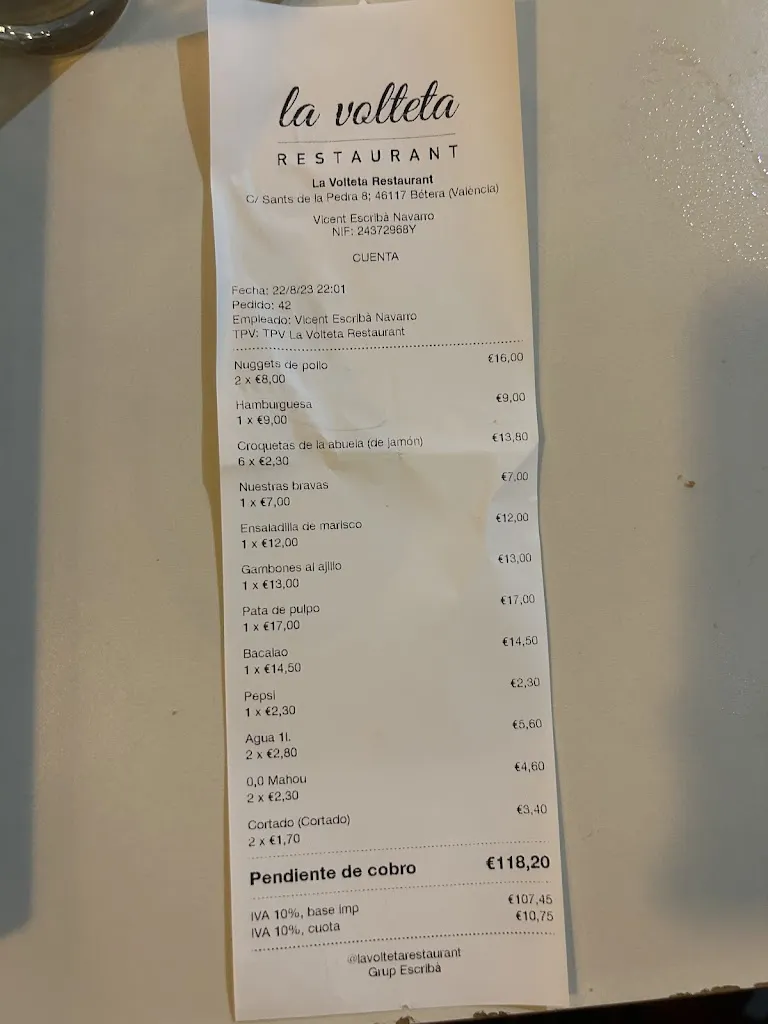 la volteta
RESTAURANT
La Volteta Restaurant
C/ Sants de la Pedra 8; 46117 Bétera (València)
Vicent Escribà Navarro
NIF: 24372968Y
CUENTA
Fecha: 22/8/23 22:01
Pedido: 42
Empleado: Vicent Escribà Navarro
TPV: TPV La Volteta Restaurant
Nuggets de pollo €16,00
2 x €8,00
Hamburguesa €9,00
1 x €9,00
Croquetas de la abuela (de jamón) €13,80
6 x €2,30
Nuestras bravas €7,00
1 x €7,00
Ensaladilla de marisco €12,00
1 x €12,00
Gambones al ajillo €13,00
1 x €13,00
Pata de pulpo €17,00
1 x €17,00
Bacalao €14,50
1 x €14,50
Pepsi €2,30
1 x €2,30
Agua 1l. €5,60
2 x €2,80
0,0 Mahou €4,60
2 x €2,30
Cortado (Cortado) €3,40
2 x €1,70
Pendiente de cobro €118,20
IVA 10%, base imp €107,45
IVA 10%, cuota €10,75
@lavoltetarestaurant
Grup Escribà